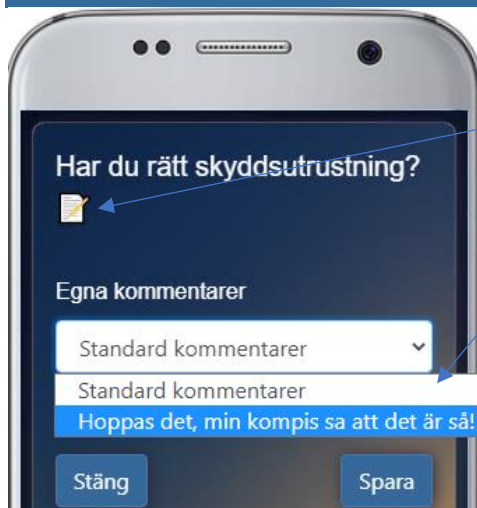 Har du rätt skyddsutrustning?
Egna kommentarer
Standard kommentarer
Standard kommentarer
Hoppas det, min kompis sa att det är så!
Stäng
Spara